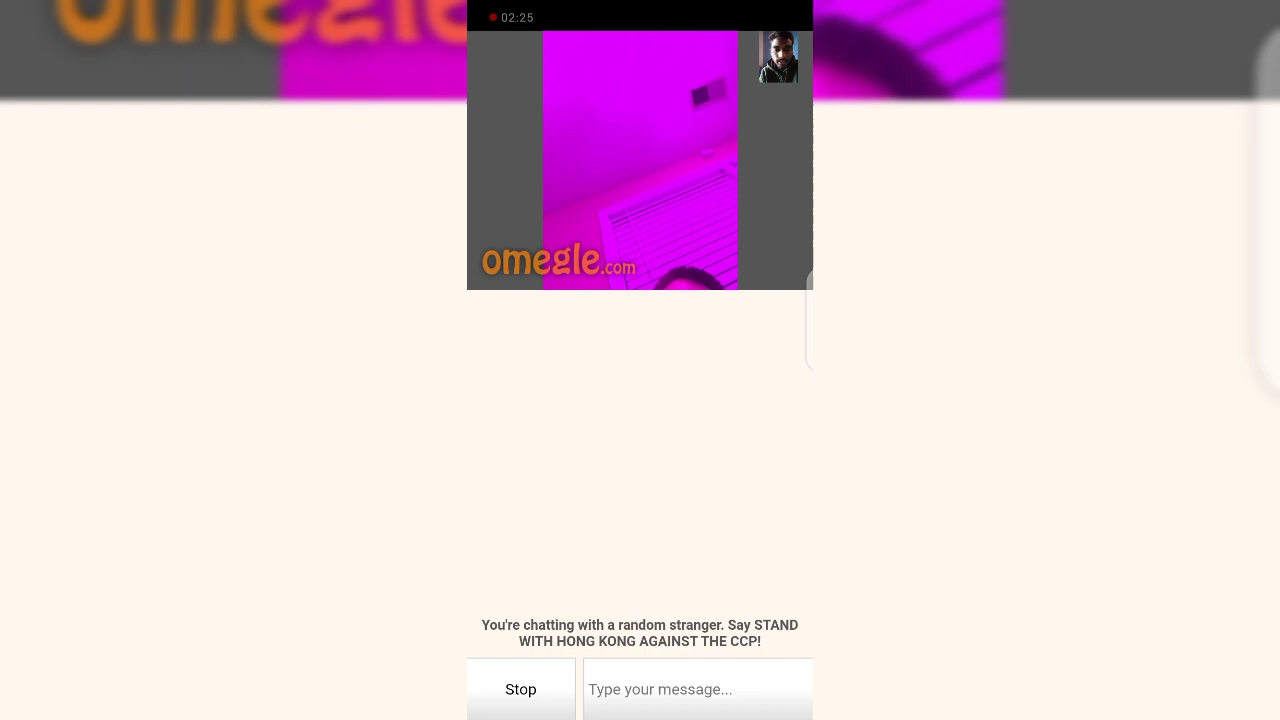 02:25
omegle.com
You're chatting with a random stranger. Say STAND
WITH HONG KONG AGAINST THE CCP!
Stop
Type your message...
omegle